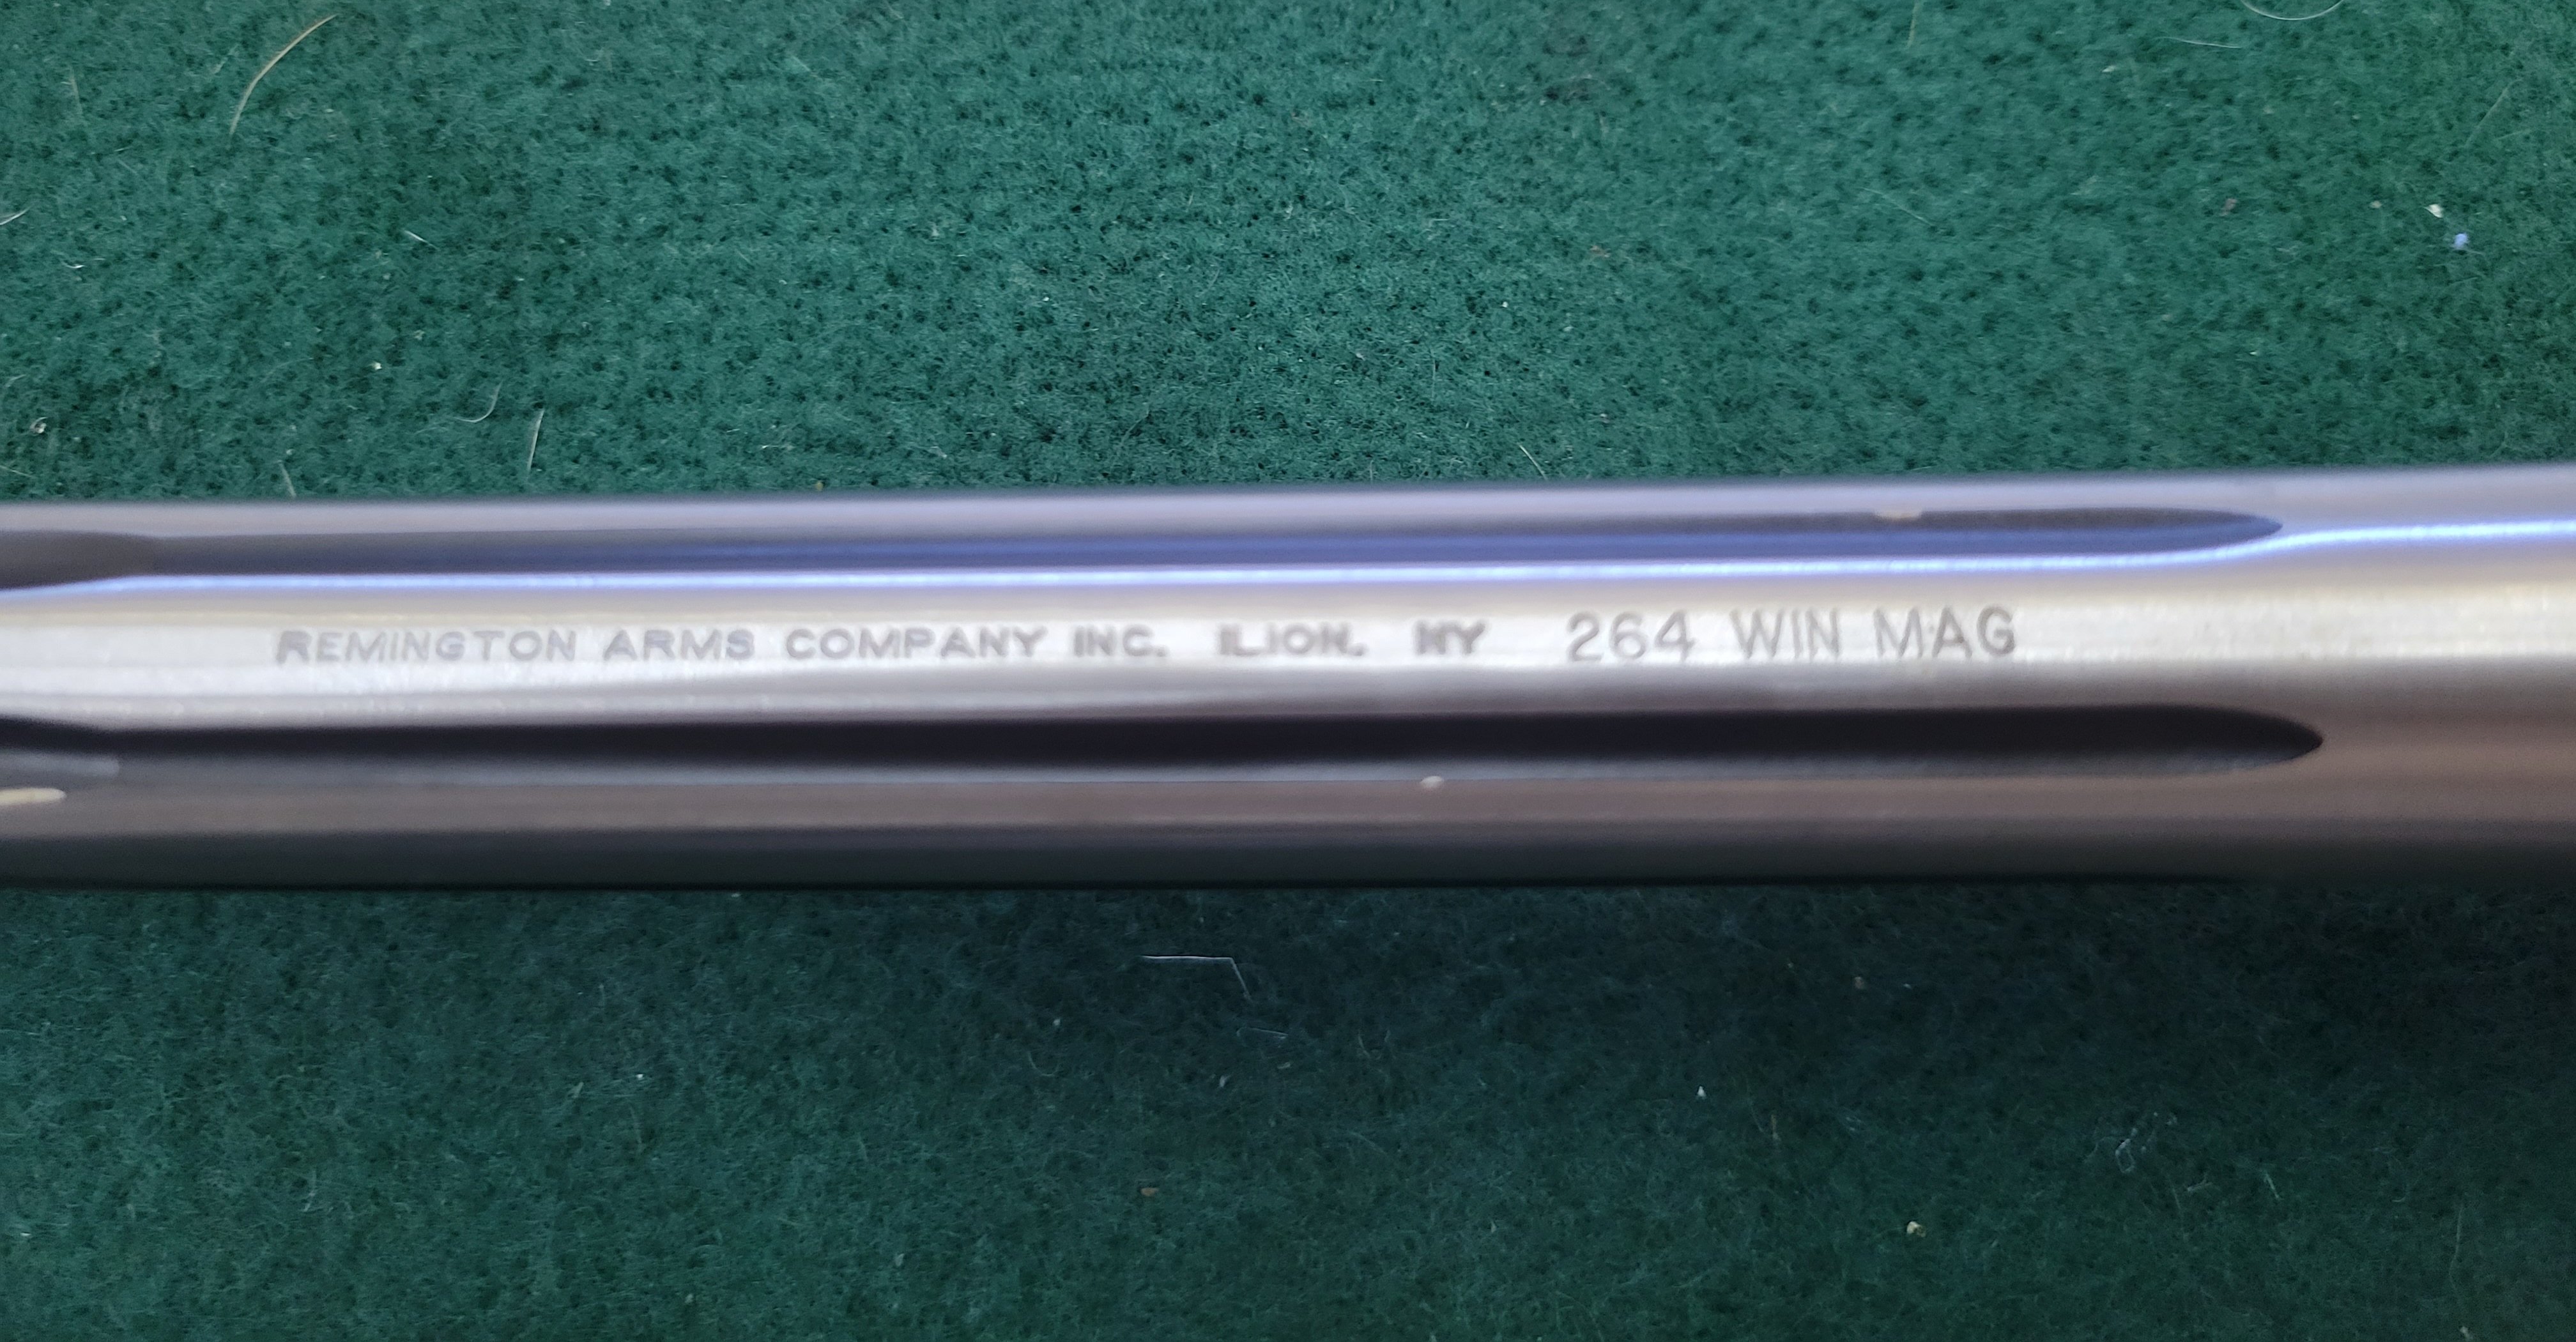 REMINGTON ARMS COMPANY INC. ILION. NY 264 WIN MAG